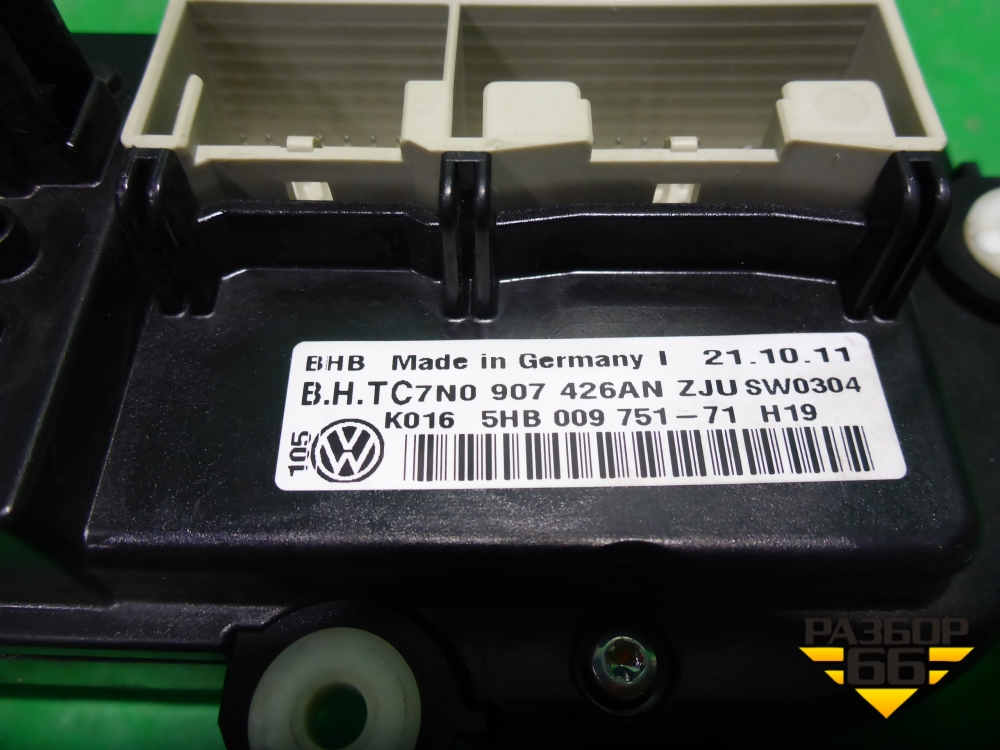 BHB Made in Germany I 21.10.11
B.H.TC7N0 907 426AN ZJU SW0304
K016 5HB 009 751-71 H19
105
РАЗБОР
66